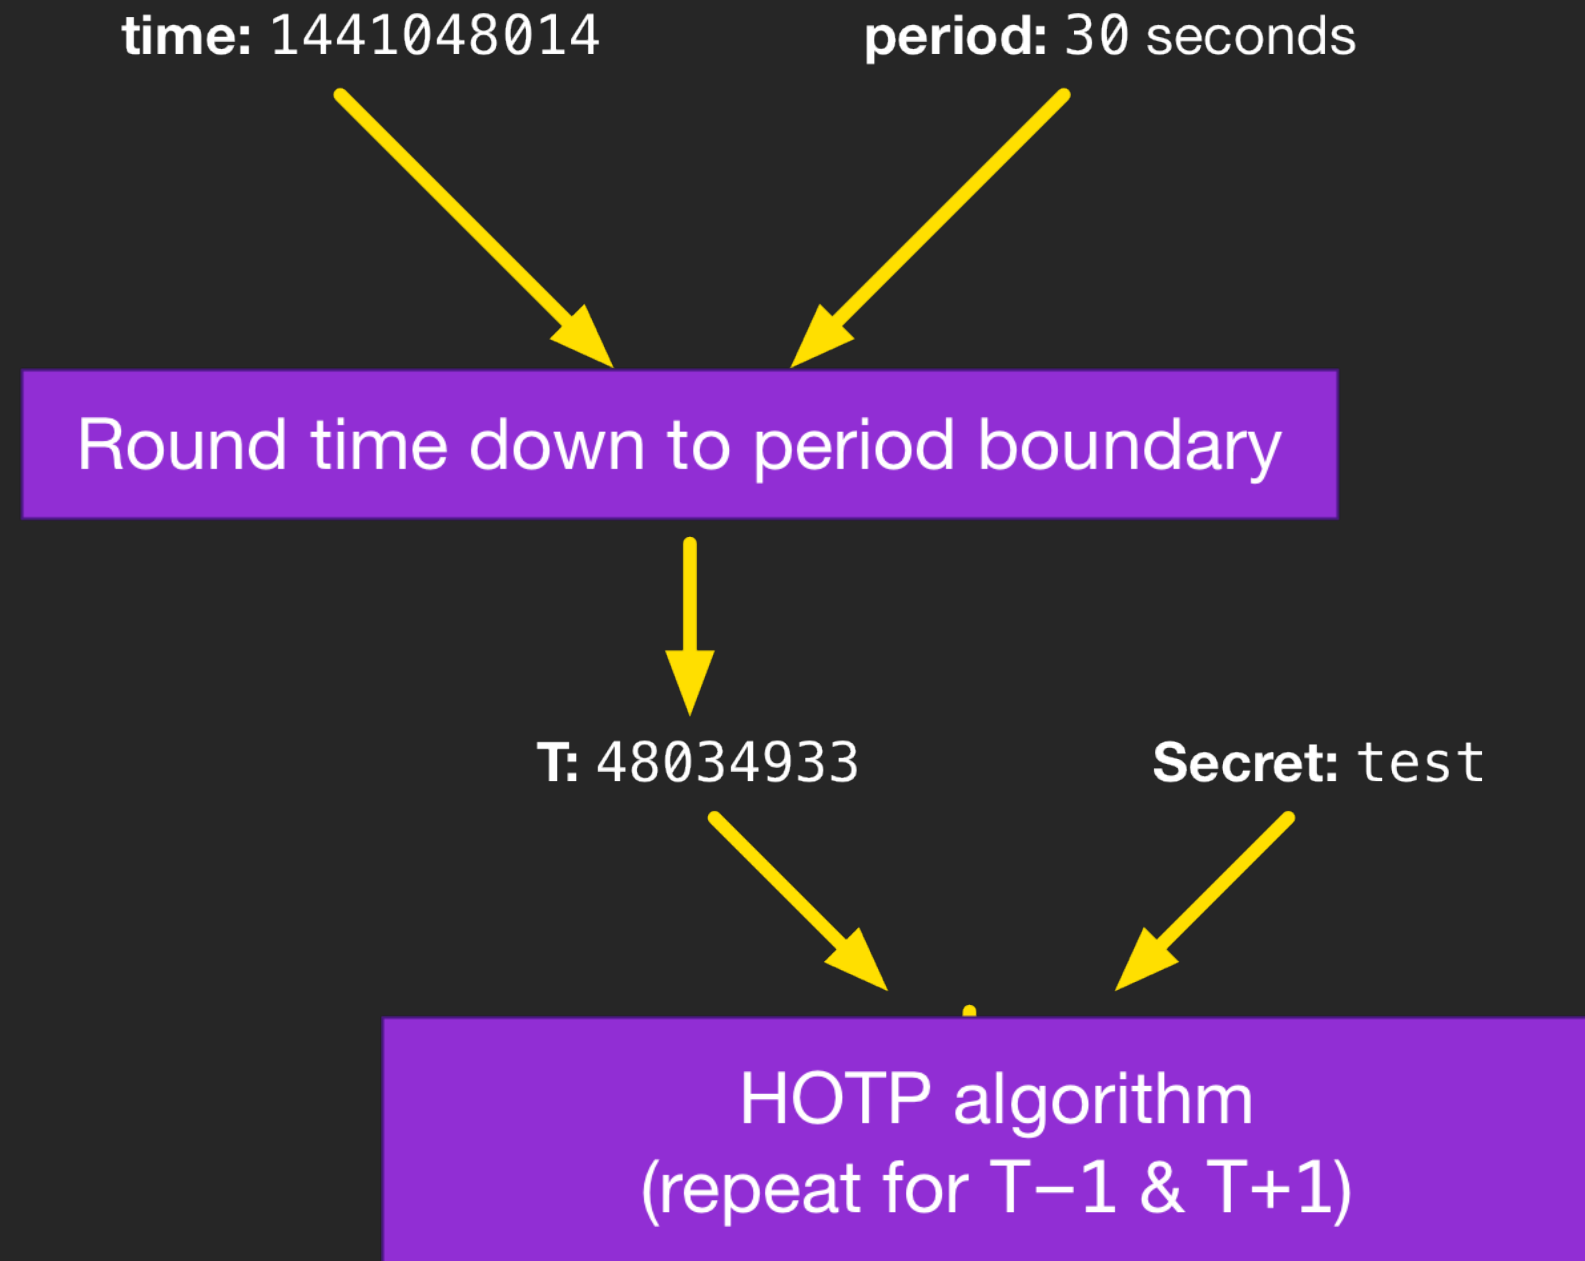 time: 1441048014
period: 30 seconds
Round time down to period boundary
T: 48034933
Secret: test
HOTP algorithm
(repeat for T−1 & T+1)